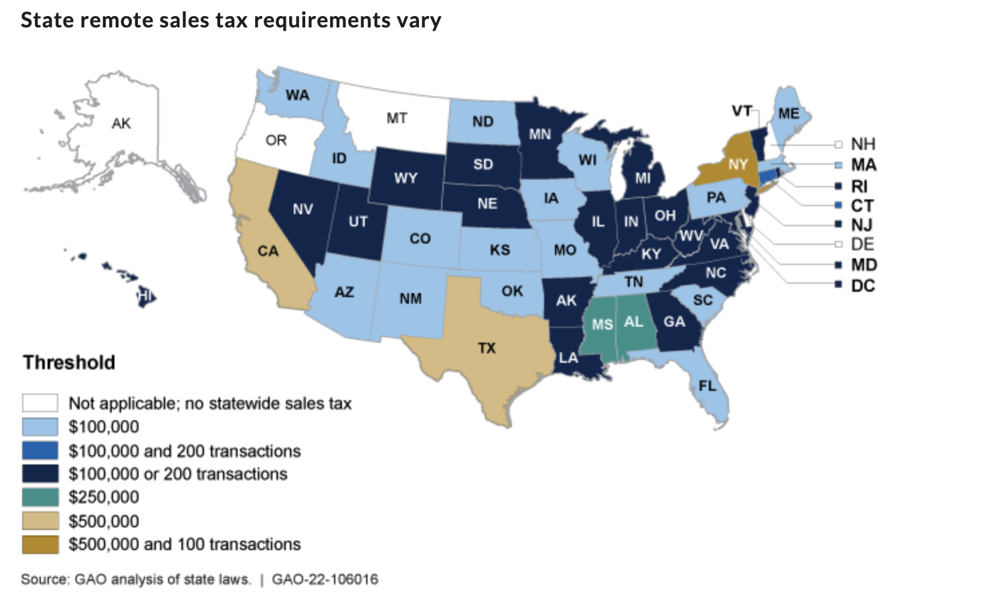 State remote sales tax requirements vary
AK
WA
MT
ND
MN
VT
ME
OR
ID
WY
SD
WI
MI
NY
NH
MA
RI
CT
NJ
DE
MD
DC
NV
UT
NE
IA
PA
IL
IN
OH
WV
VA
CA
CO
KS
MO
KY
NC
AZ
NM
OK
AK
TN
SC
HI
MS
AL
GA
TX
LA
FL
Threshold
Not applicable; no statewide sales tax
$100,000
$100,000 and 200 transactions
$100,000 or 200 transactions
$250,000
$500,000
$500,000 and 100 transactions
Source: GAO analysis of state laws. | GAO-22-106016